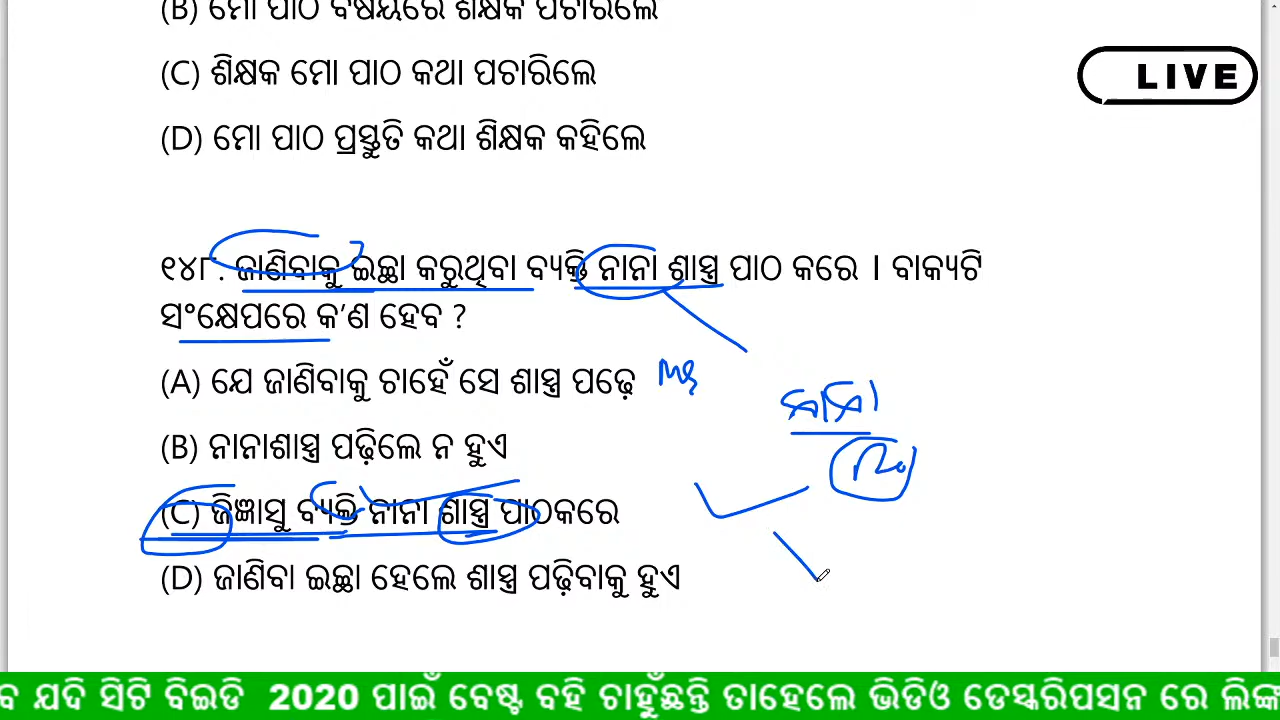 (B) ମୋ ପାଠ ବିଷୟରେ ଶିକ୍ଷକ ପଚାରିଲେ
(C) ଶିକ୍ଷକ ମୋ ପାଠ କଥା ପଚାରିଲେ
LIVE
(D) ମୋ ପାଠ ପ୍ରସ୍ତୁତି କଥା ଶିକ୍ଷକ କହିଲେ
୧୪୮. ଜାଣିବାକୁ ଇଚ୍ଛା କରୁଥିବା ବ୍ୟକ୍ତି ନାନା ଶାସ୍ତ୍ର ପାଠ କରେ । ବାକ୍ୟଟି
ସଂକ୍ଷେପରେ କ'ଣ ହେବ ?
(A) ଯେ ଜାଣିବାକୁ ଚାହେଁ ସେ ଶାସ୍ତ୍ର ପଢ଼େ
(B) ନାନାଶାସ୍ତ୍ର ପଢ଼ିଲେ ନ ହୁଏ
(C) ଜିଜ୍ଞାସୁ ବ୍ୟକ୍ତି ନାନା ଶାସ୍ତ୍ର ପାଠକରେ
(D) ଜାଣିବା ଇଚ୍ଛା ହେଲେ ଶାସ୍ତ୍ର ପଢ଼ିବାକୁ ହୁଏ
ଯଦି ସିଟି ବିଇଡି 2020 ପାଇଁ ବେଷ୍ଟ ବହି ଚାହୁଁଛନ୍ତି ତାହେଲେ ଭିଡିଓ ଡେସ୍କରିପସନ ରେ ଲିଙ୍କ